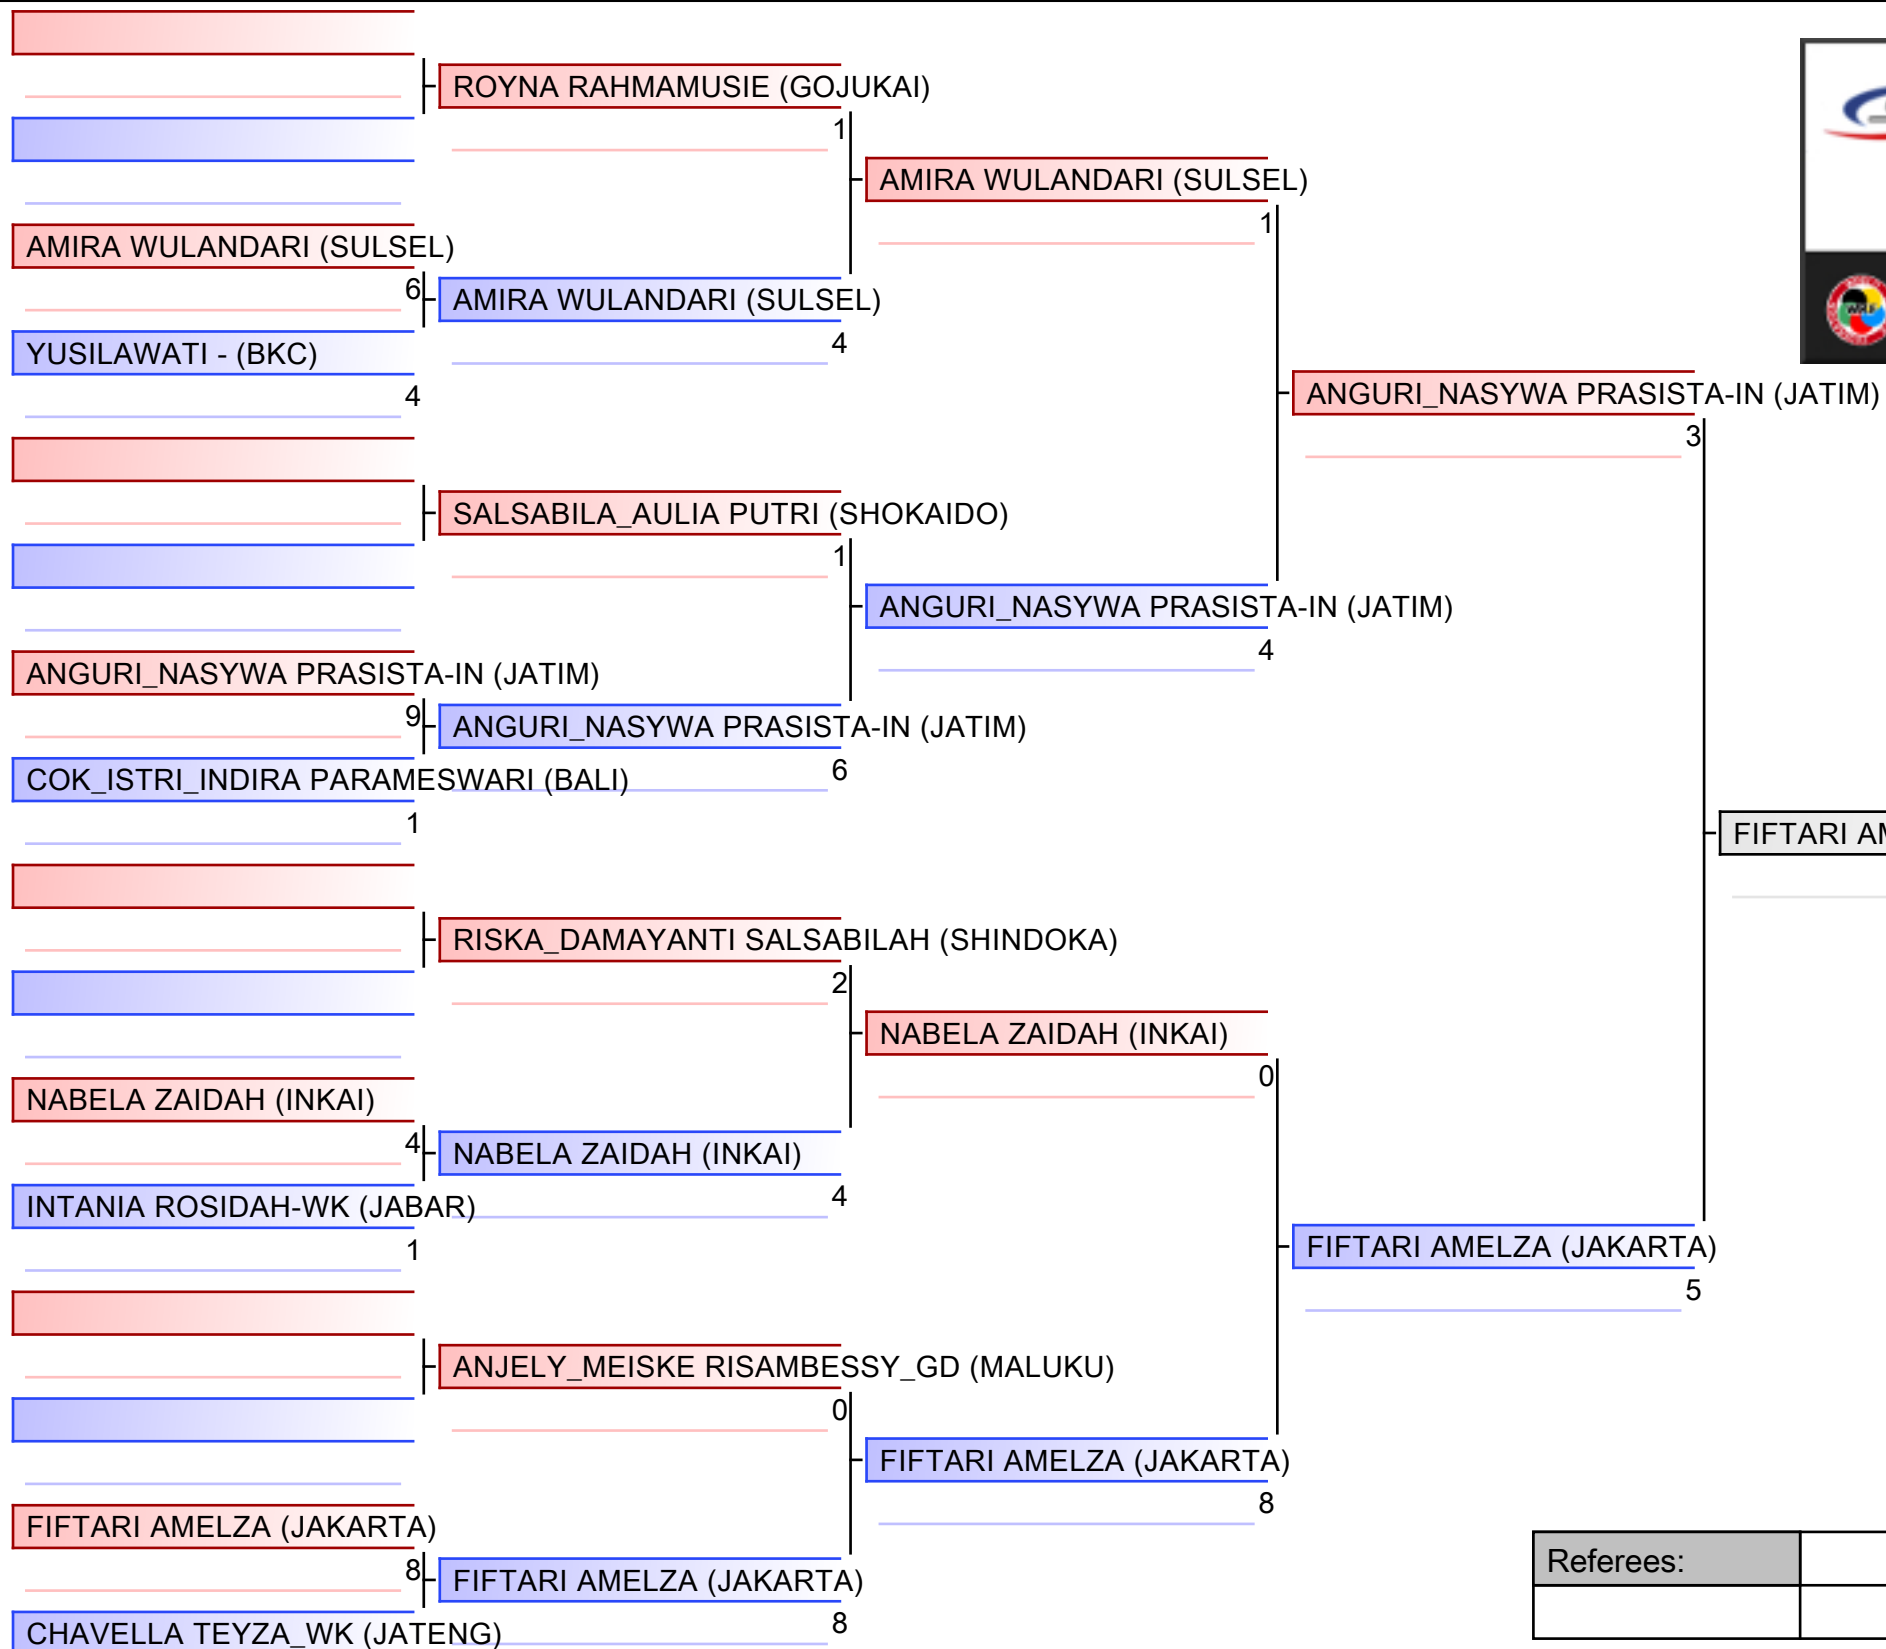 ROYNA RAHMAMUSIE (GOJUKAI)
1
AMIRA WULANDARI (SULSEL)
1
AMIRA WULANDARI (SULSEL)
6
AMIRA WULANDARI (SULSEL)
4
YUSILAWATI - (BKC)
4
ANGURI_NASYWA PRASISTA-IN (JATIM)
3
SALSABILA_AULIA PUTRI (SHOKAIDO)
1
ANGURI_NASYWA PRASISTA-IN (JATIM)
4
ANGURI_NASYWA PRASISTA-IN (JATIM)
9
ANGURI_NASYWA PRASISTA-IN (JATIM)
6
COK_ISTRI_INDIRA PARAMESWARI (BALI)
1
FIFTARI AM
RISKA_DAMAYANTI SALSABILAH (SHINDOKA)
2
NABELA ZAIDAH (INKAI)
0
NABELA ZAIDAH (INKAI)
4
NABELA ZAIDAH (INKAI)
4
INTANIA ROSIDAH-WK (JABAR)
1
FIFTARI AMELZA (JAKARTA)
5
ANJELY_MEISKE RISAMBESSY_GD (MALUKU)
0
FIFTARI AMELZA (JAKARTA)
8
FIFTARI AMELZA (JAKARTA)
8
FIFTARI AMELZA (JAKARTA)
8
CHAVELLA TEYZA_WK (JATENG)
Referees: